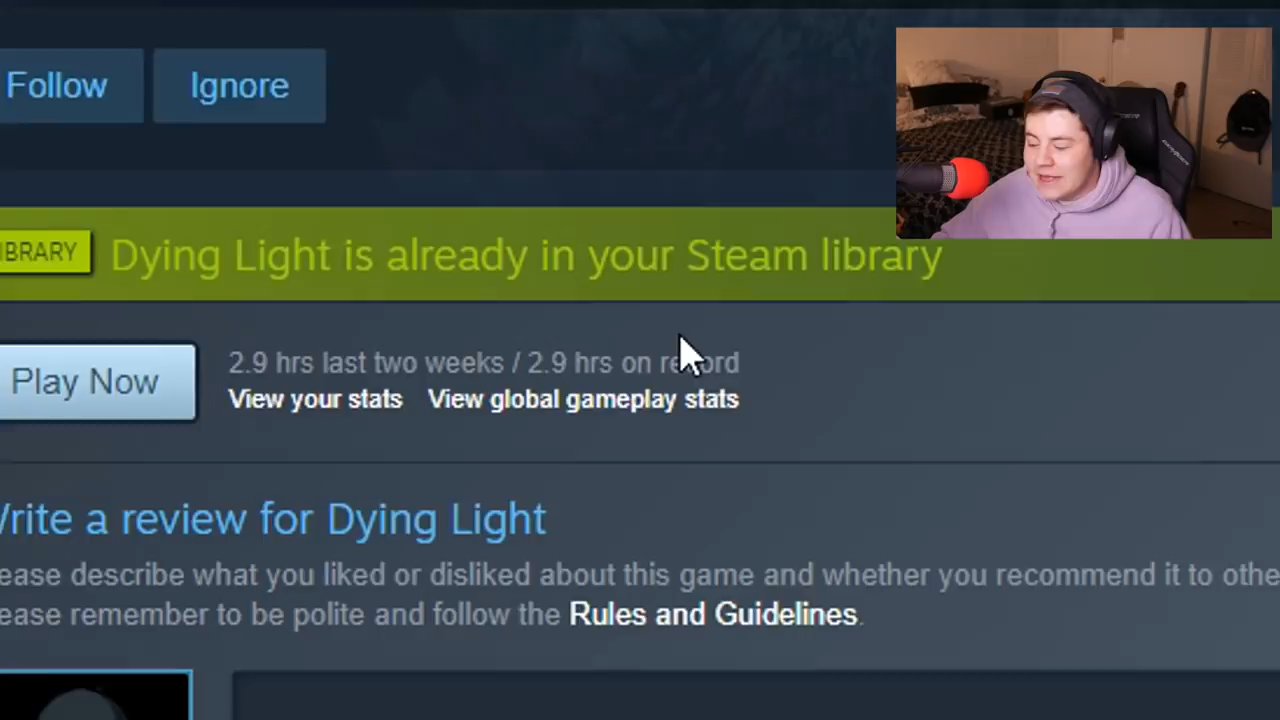 Follow Ignore
Dying Light is already in your Steam library
Play Now
2.9 hrs last two weeks / 2.9 hrs on record
View your stats View global gameplay stats
Write a review for Dying Light
ease describe what you liked or disliked about this game and whether you recommend it to othe
ease remember to be polite and follow the Rules and Guidelines.